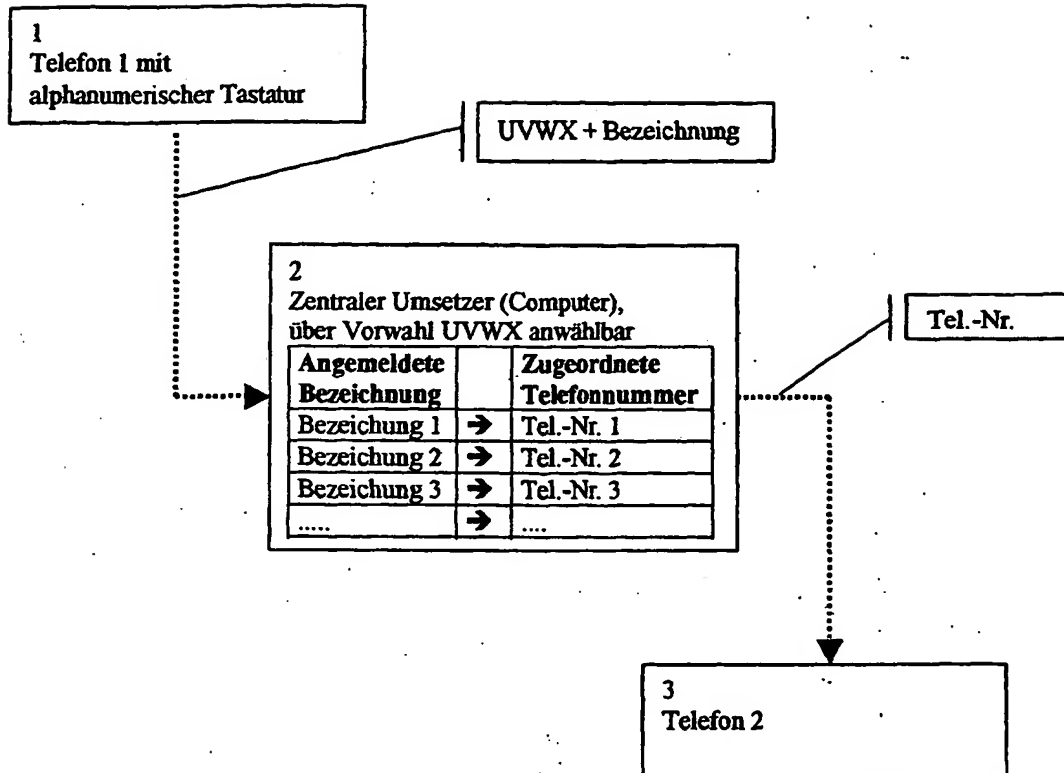 1
Telefon 1 mit
alphanumerischer Tastatur
UVWX + Bezeichnung
2
Zentraler Umsetzer (Computer),
über Vorwahl UVWX anwählbar
Angemeldete Bezeichnung Zugeordnete Telefonnummer
Bezeichung 1 → Tel.-Nr. 1
Bezeichung 2 → Tel.-Nr. 2
Bezeichung 3 → Tel.-Nr. 3
..... → ....
Tel.-Nr.
3
Telefon 2